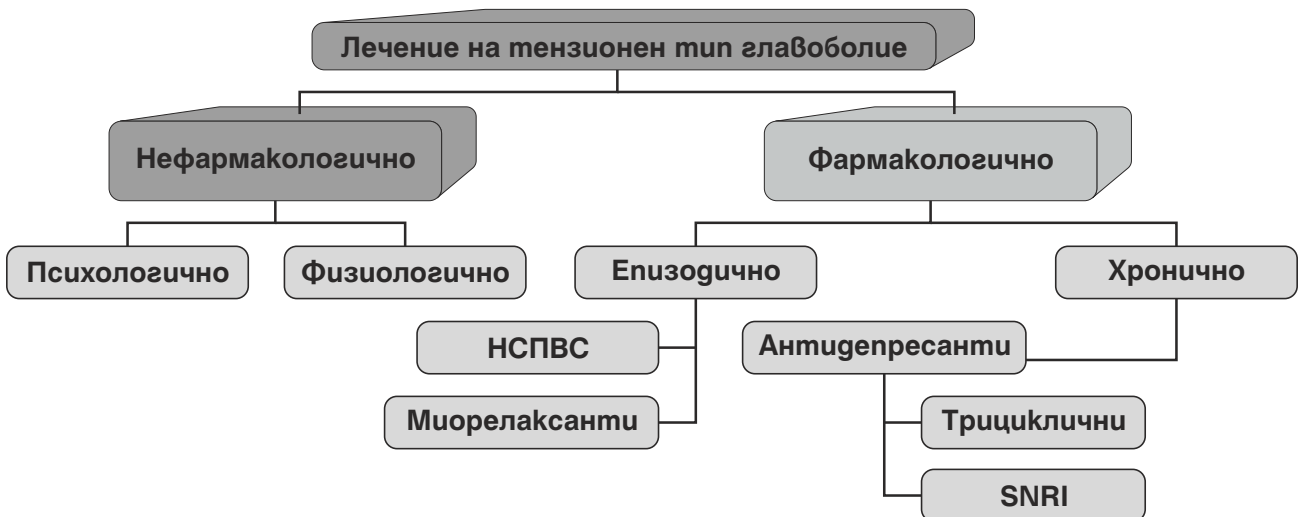 Лечение на тензионен тип главоболие
Нефармакологично
Фармакологично
Психологично
Физиологично
Епизодично
Хронично
НСПВС
Антидепресанти
Миорелаксанти
Трициклични
SNRI